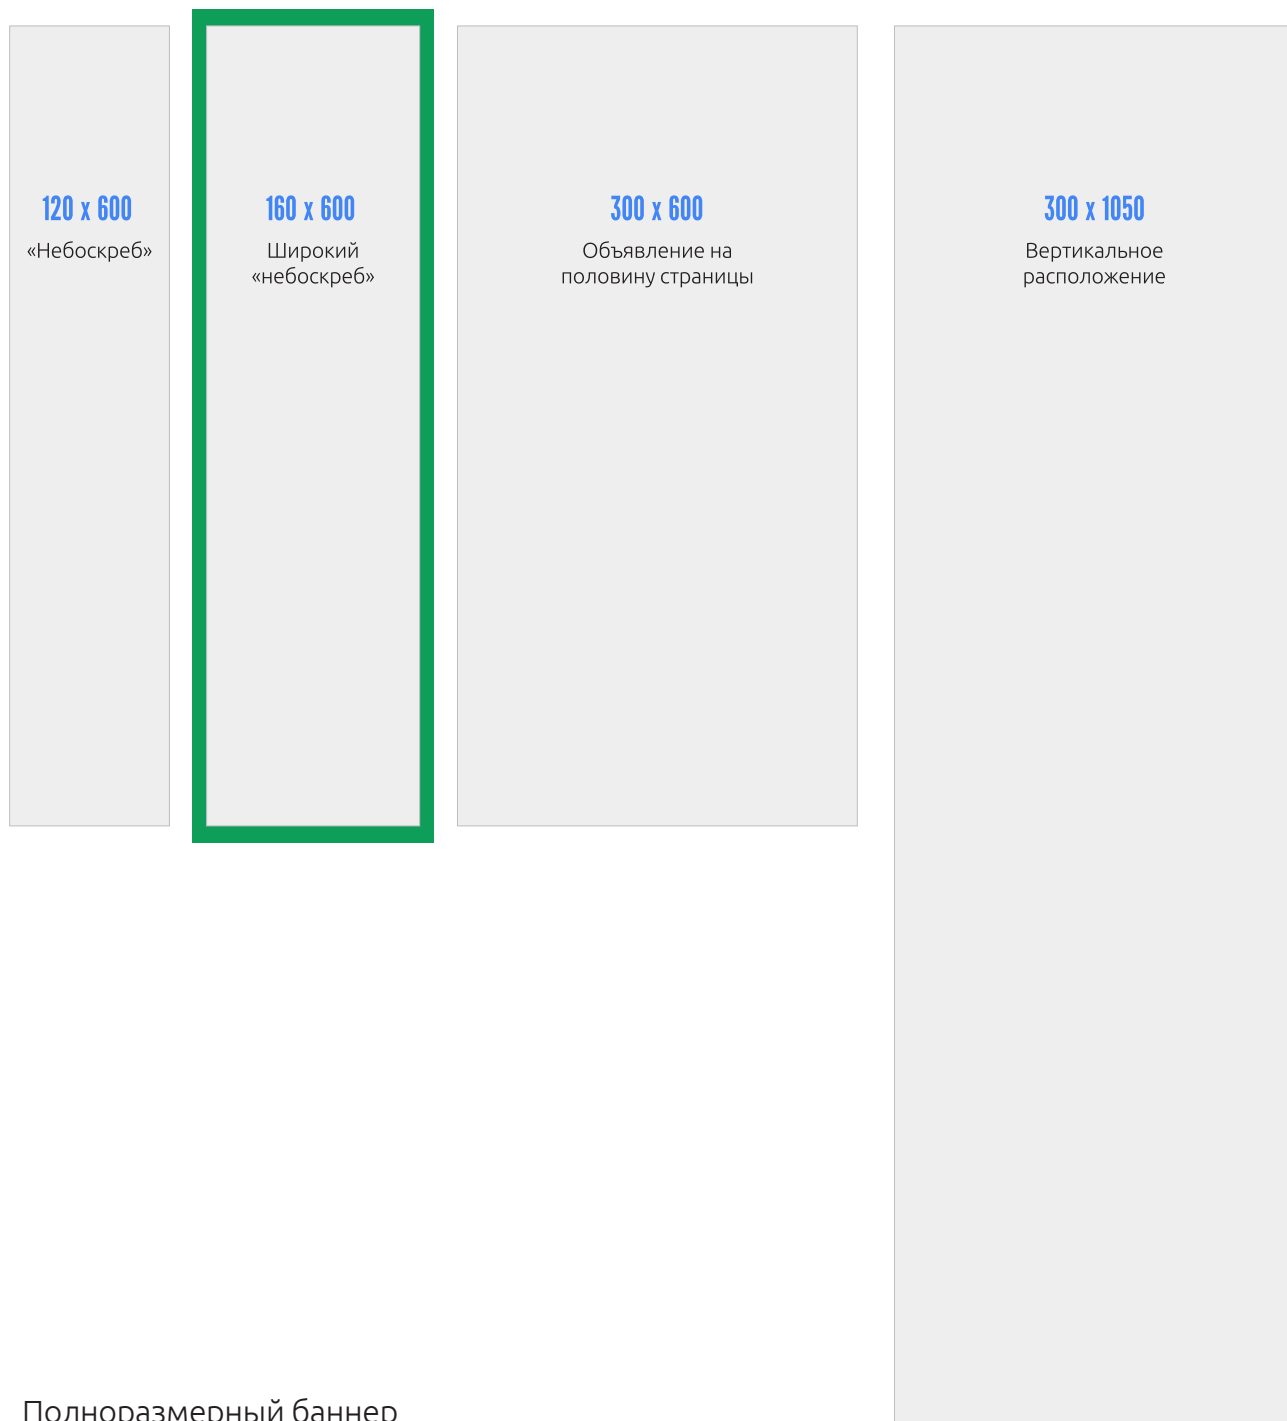 120 x 600
«Небоскреб»
160 x 600
Широкий
«небоскреб»
300 x 600
Объявление на
половину страницы
300 x 1050
Вертикальное
расположение
Полноразмерный баннер